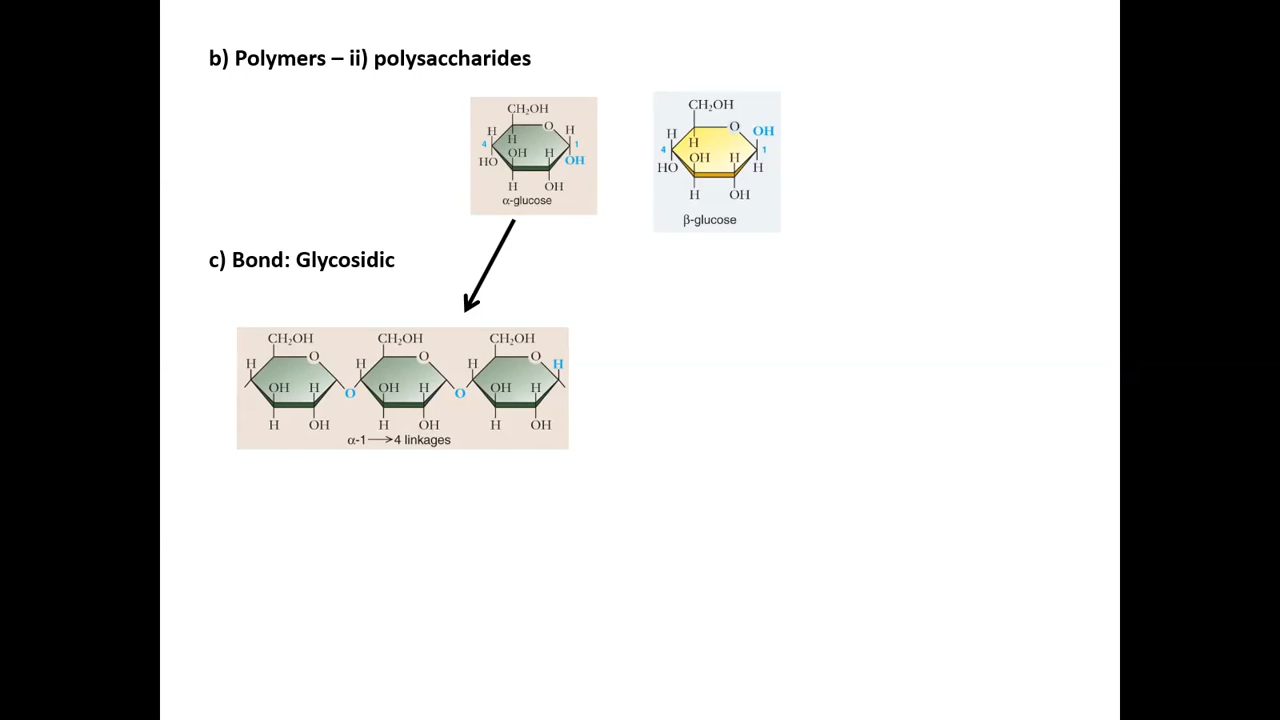 b) Polymers – ii) polysaccharides
CH₂OH
H O H
4 H 1
HO OH H OH
H OH
α-glucose
CH₂OH
H O OH
4 H 1
HO OH H H
H OH
β-glucose
c) Bond: Glycosidic
CH₂OH CH₂OH CH₂OH
H O H O H O H
OH H O OH H O OH H
H OH H OH H OH
α-1→4 linkages